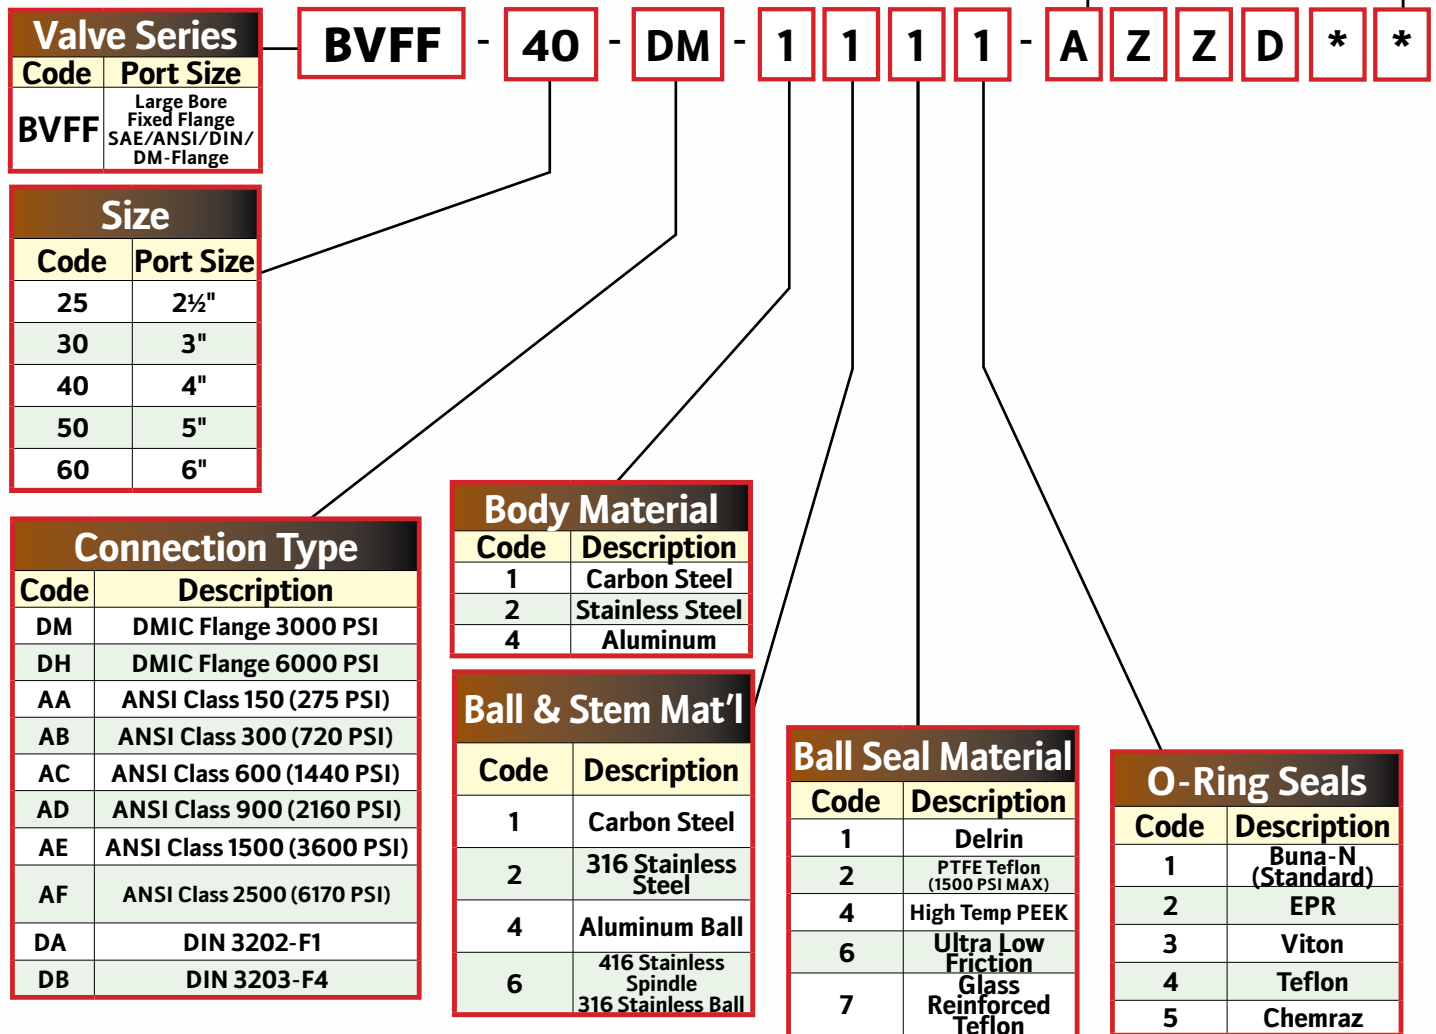 BVFF - 40 - DM - 1 1 1 1 - A Z Z D * *
Valve Series
Code Port Size
BVFF Large Bore
Fixed Flange
SAE/ANSI/DIN/
DM-Flange
Size
Code Port Size
25 2½"
30 3"
40 4"
50 5"
60 6"
Connection Type
Code Description
DM DMIC Flange 3000 PSI
DH DMIC Flange 6000 PSI
AA ANSI Class 150 (275 PSI)
AB ANSI Class 300 (720 PSI)
AC ANSI Class 600 (1440 PSI)
AD ANSI Class 900 (2160 PSI)
AE ANSI Class 1500 (3600 PSI)
AF ANSI Class 2500 (6170 PSI)
DA DIN 3202-F1
DB DIN 3203-F4
Body Material
Code Description
1 Carbon Steel
2 Stainless Steel
4 Aluminum
Ball & Stem Mat’l
Code Description
1 Carbon Steel
2 316 Stainless
Steel
4 Aluminum Ball
6 416 Stainless
Spindle
316 Stainless Ball
Ball Seal Material
Code Description
1 Delrin
2 PTFE Teflon
(1500 PSI MAX)
4 High Temp PEEK
6 Ultra Low
Friction
7 Glass
Reinforced
Teflon
O-Ring Seals
Code Description
1 Buna-N
(Standard)
2 EPR
3 Viton
4 Teflon
5 Chemraz